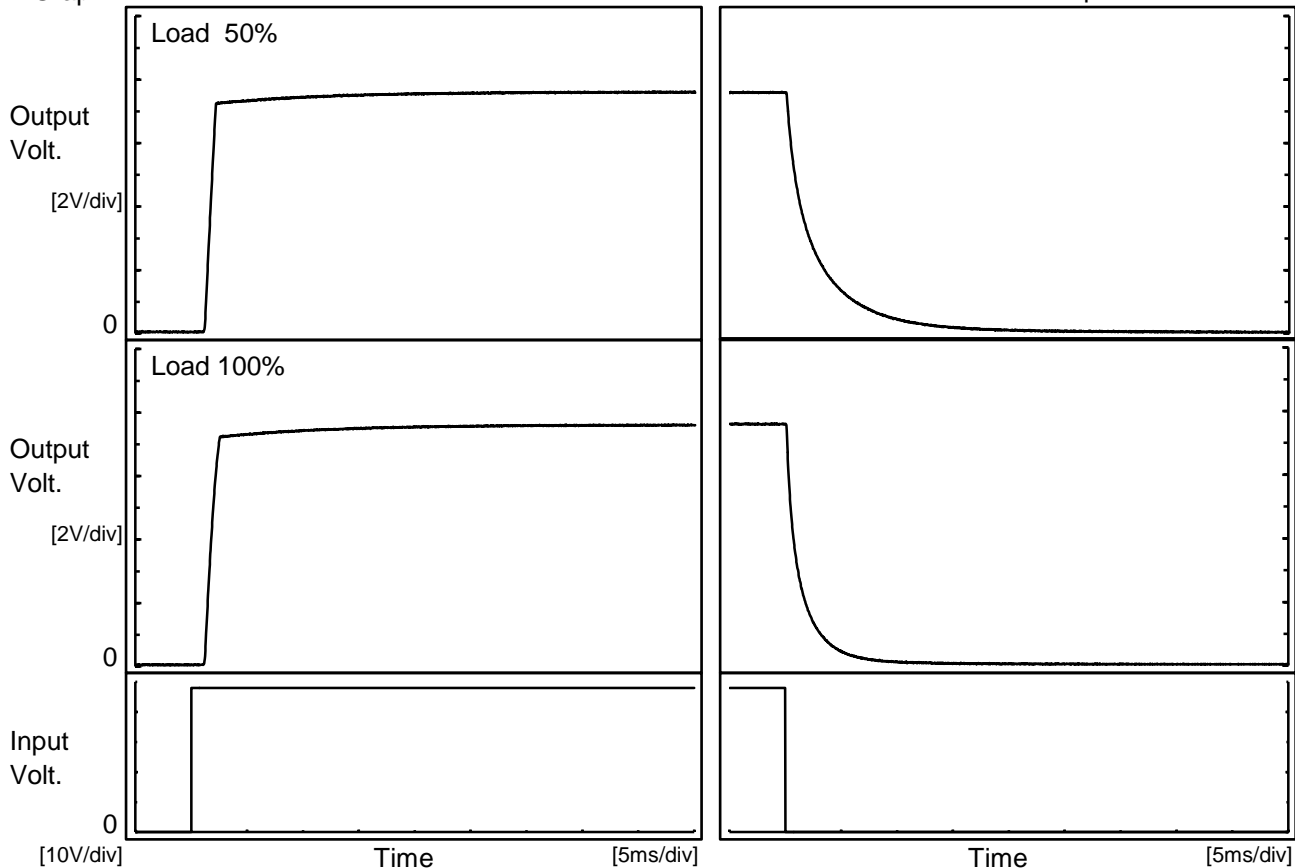 Load 50%
Output
Volt.
[2V/div]
0
Load 100%
Output
Volt.
[2V/div]
0
Input
Volt.
0
[10V/div]
Time
[5ms/div]
Time
[5ms/div]